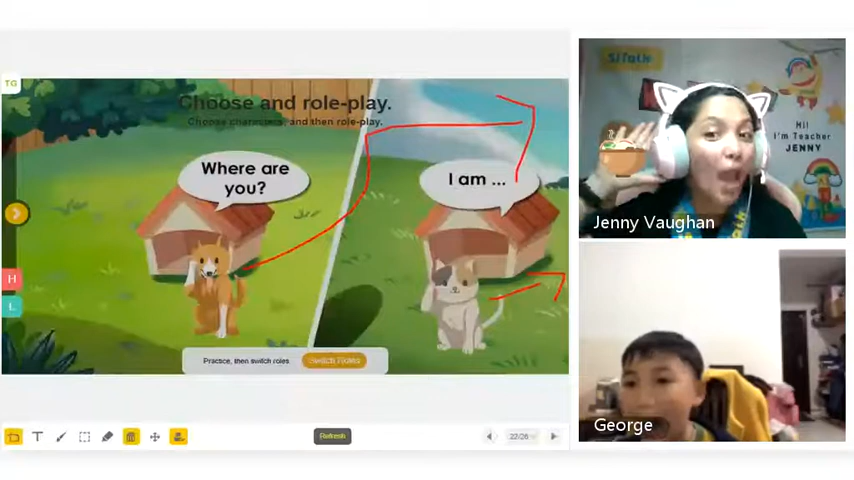 TG
Choose and role-play.
Choose characters, and then role-play.
Where are
you?
I am ...
H
L
Practice, then switch roles.
Switch Roles
Refresh
22/26
51Talk
Hi!
I'm Teacher
JENNY
Jenny Vaughan
George